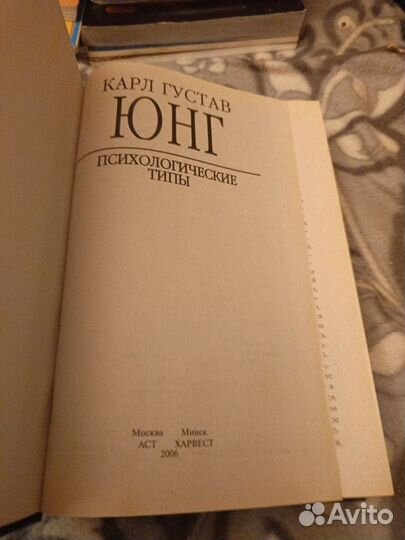 КАРЛ ГУСТАВ
ЮНГ
ПСИХОЛОГИЧЕСКИЕ
ТИПЫ
Москва Минск
АСТ ХАРВЕСТ
2006
Avito